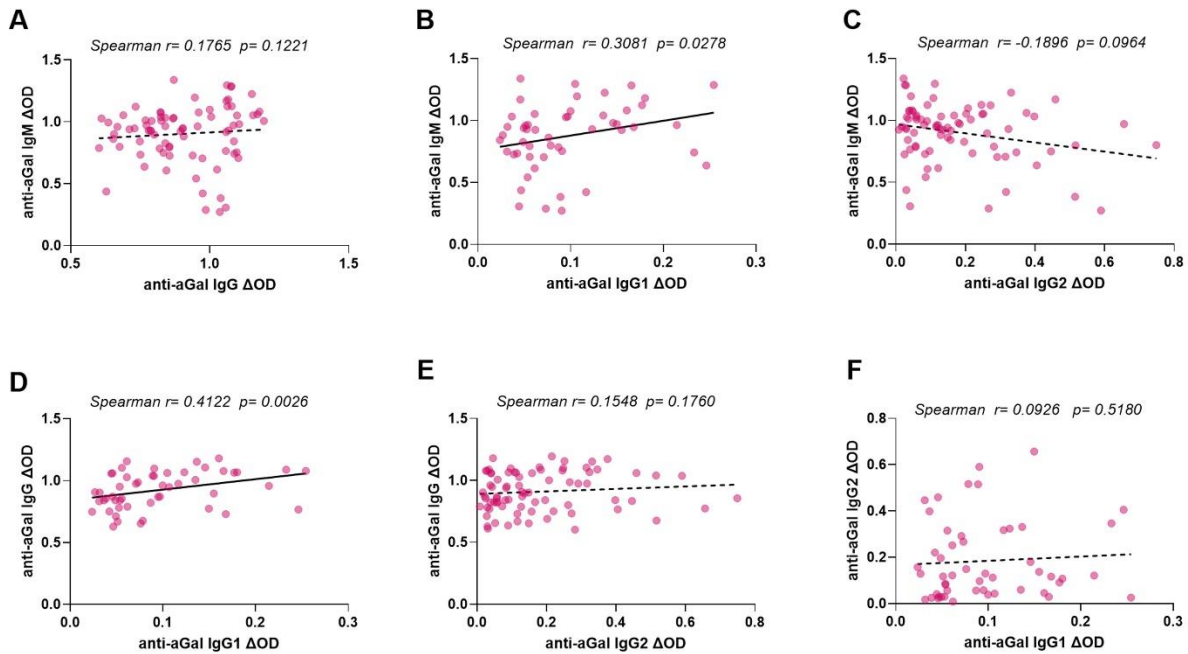 A
Spearman r= 0.1765 p= 0.1221
anti-aGal IgM ΔOD
1.5
1.0
0.5
0.0
0.5
1.0
1.5
anti-aGal IgG ΔOD
B
Spearman r= 0.3081 p= 0.0278
anti-aGal IgM ΔOD
1.5
1.0
0.5
0.0
0.0
0.1
0.2
0.3
anti-aGal IgG1 ΔOD
C
Spearman r= -0.1896 p= 0.0964
anti-aGal IgM ΔOD
1.5
1.0
0.5
0.0
0.0
0.2
0.4
0.6
0.8
anti-aGal IgG2 ΔOD
D
Spearman r= 0.4122 p= 0.0026
anti-aGal IgG ΔOD
1.5
1.0
0.5
0.0
0.0
0.1
0.2
0.3
anti-aGal IgG1 ΔOD
E
Spearman r= 0.1548 p= 0.1760
anti-aGal IgG ΔOD
1.5
1.0
0.5
0.0
0.0
0.2
0.4
0.6
0.8
anti-aGal IgG2 ΔOD
F
Spearman r= 0.0926 p= 0.5180
anti-aGal IgG2 ΔOD
0.8
0.6
0.4
0.2
0.0
0.0
0.1
0.2
0.3
anti-aGal IgG1 ΔOD